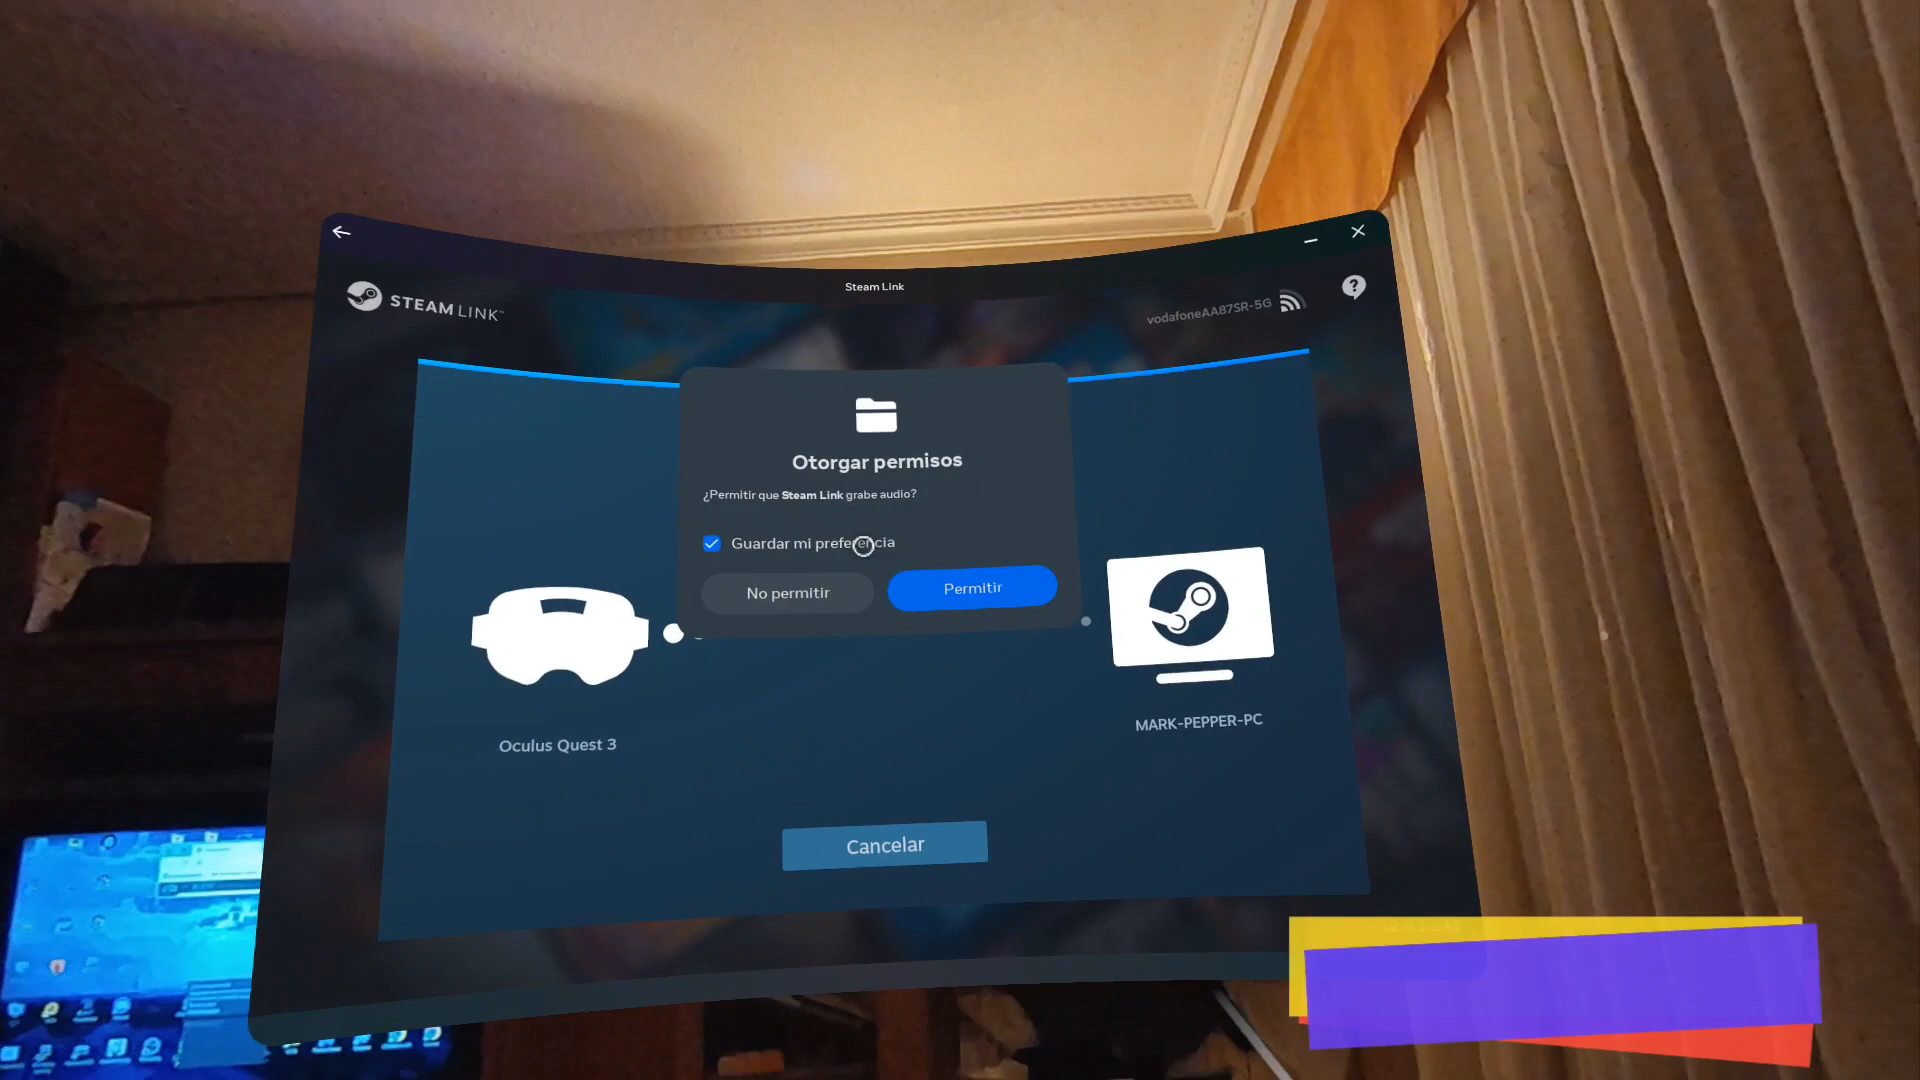 Steam Link
STEAM LINK™
vodafoneAA87SR-5G
?
Otorgar permisos
¿Permitir que Steam Link grabe audio?
Guardar mi preferencia
No permitir
Permitir
Oculus Quest 3
MARK-PEPPER-PC
Cancelar